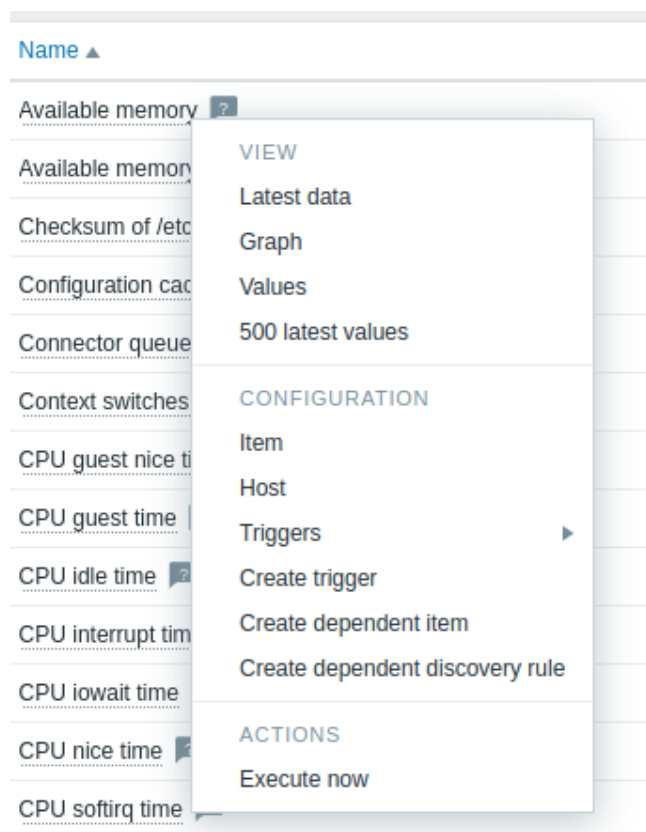 Name
Available memory ?
Available memory
Checksum of /etc
Configuration cac
Connector queue
Context switches
CPU guest nice ti
CPU guest time
CPU idle time ?
CPU interrupt tim
CPU iowait time
CPU nice time
CPU softirq time
VIEW
Latest data
Graph
Values
500 latest values
CONFIGURATION
Item
Host
Triggers
Create trigger
Create dependent item
Create dependent discovery rule
ACTIONS
Execute now